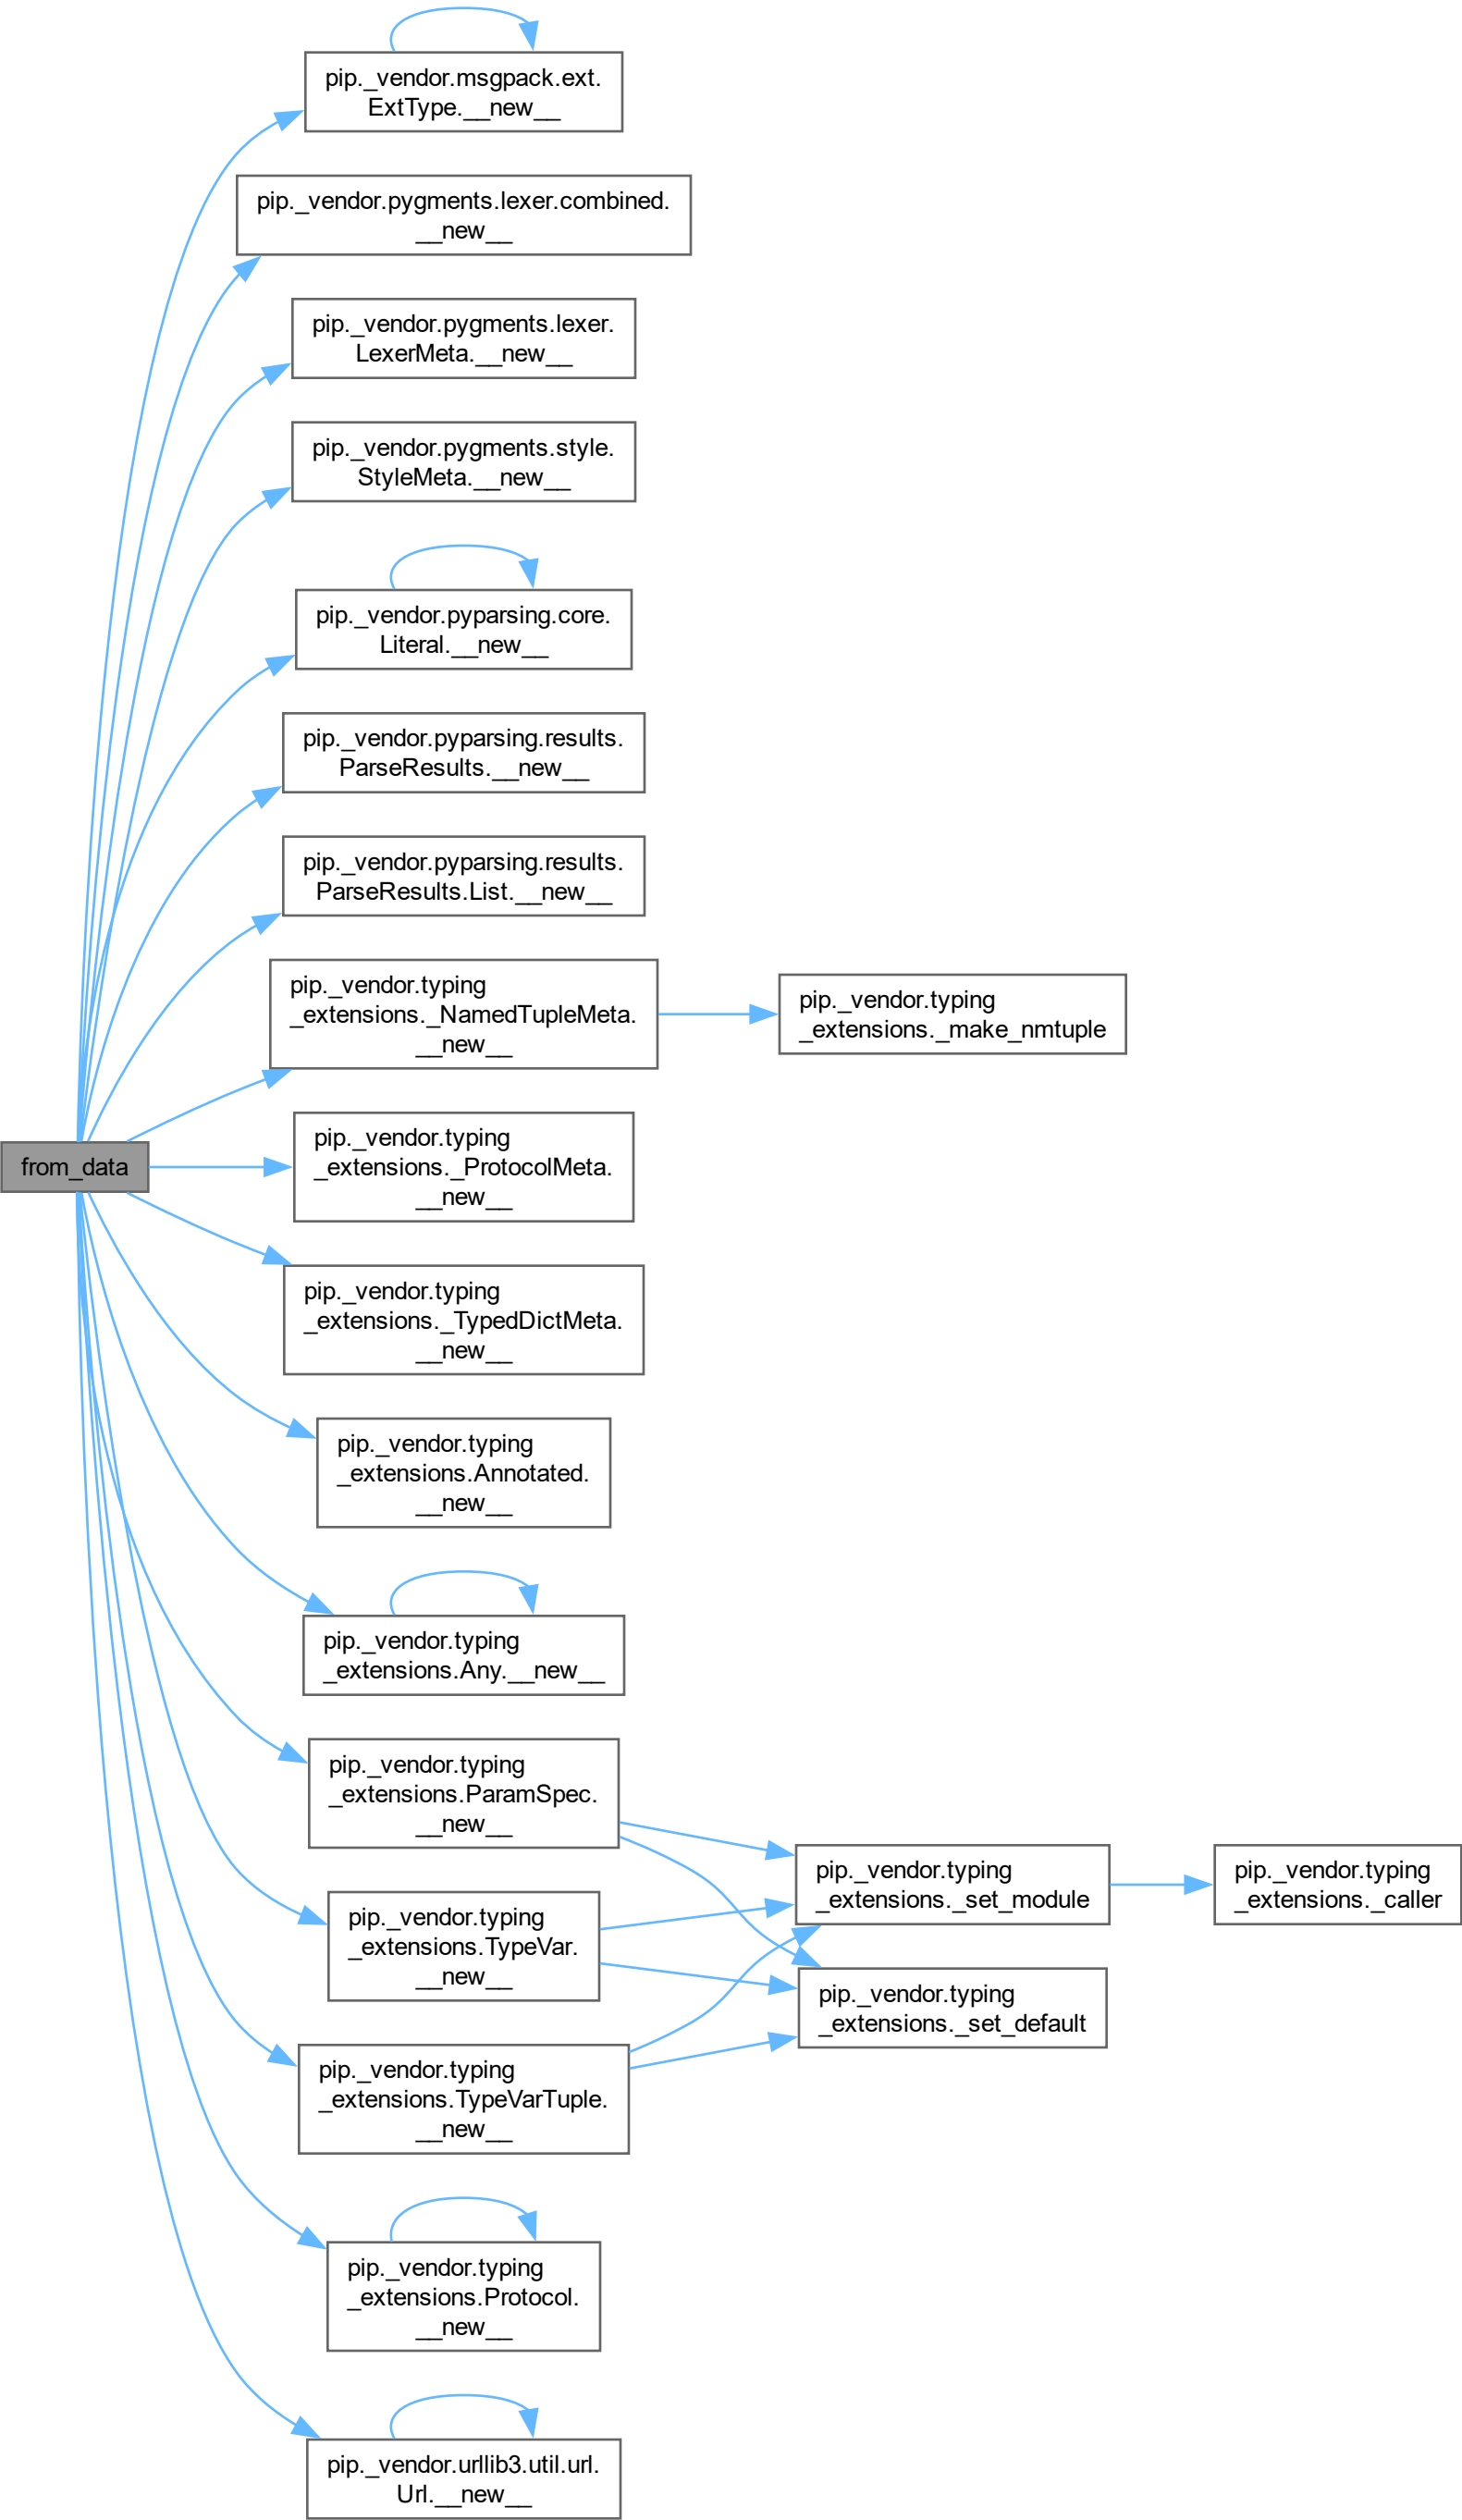 pip._vendor.msgpack.ext.
ExtType.__new__
pip._vendor.pygments.lexer.combined.
__new__
pip._vendor.pygments.lexer.
LexerMeta.__new__
pip._vendor.pygments.style.
StyleMeta.__new__
pip._vendor.pyparsing.core.
Literal.__new__
pip._vendor.pyparsing.results.
ParseResults.__new__
pip._vendor.pyparsing.results.
ParseResults.List.__new__
pip._vendor.typing
_extensions._NamedTupleMeta.
__new__
pip._vendor.typing
_extensions._make_nmtuple
from_data
pip._vendor.typing
_extensions._ProtocolMeta.
__new__
pip._vendor.typing
_extensions._TypedDictMeta.
__new__
pip._vendor.typing
_extensions.Annotated.
__new__
pip._vendor.typing
_extensions.Any.__new__
pip._vendor.typing
_extensions.ParamSpec.
__new__
pip._vendor.typing
_extensions.TypeVar.
__new__
pip._vendor.typing
_extensions._set_module
pip._vendor.typing
_extensions._caller
pip._vendor.typing
_extensions._set_default
pip._vendor.typing
_extensions.TypeVarTuple.
__new__
pip._vendor.typing
_extensions.Protocol.
__new__
pip._vendor.urllib3.util.url.
Url.__new__